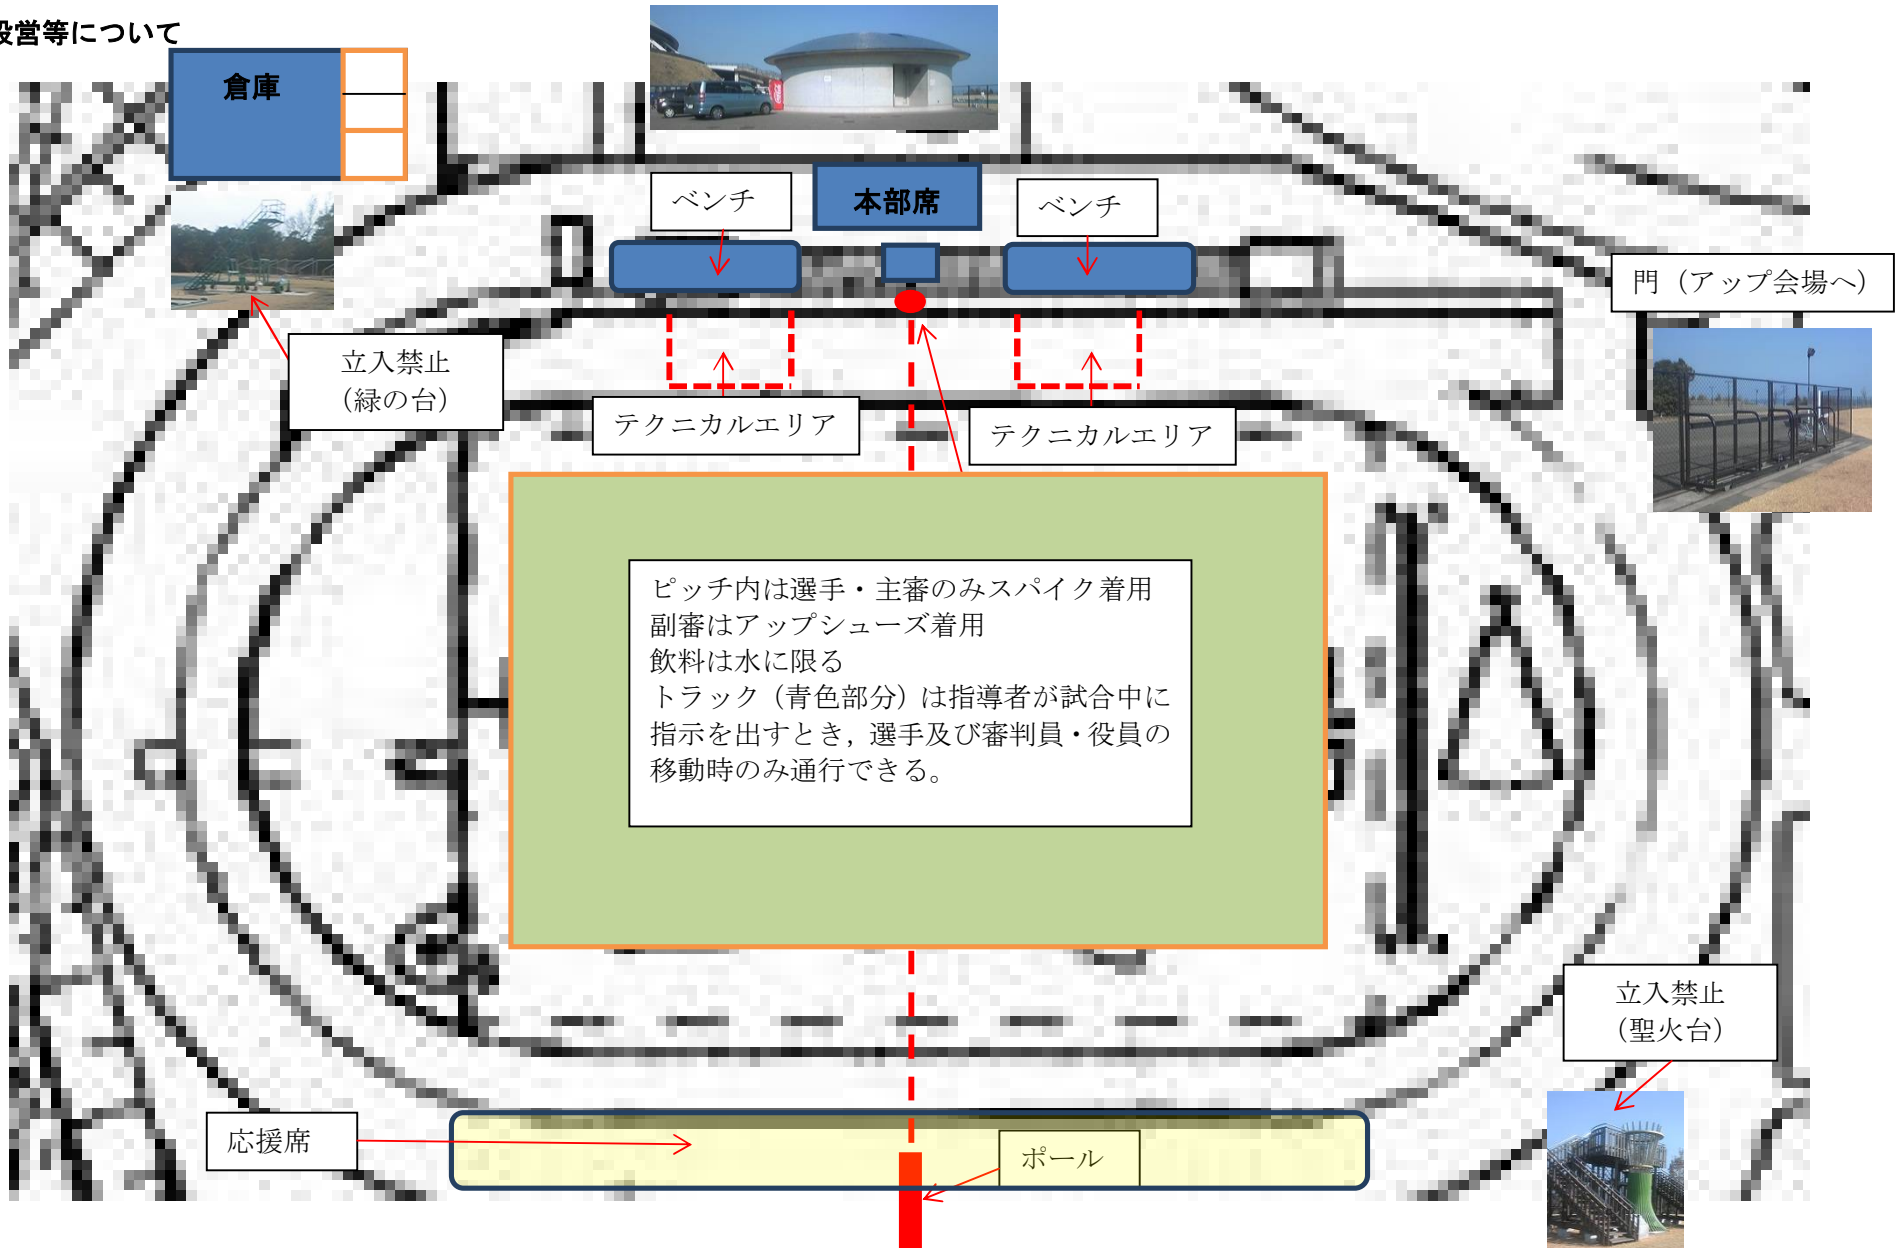 設営等について
倉庫
ベンチ
本部席
ベンチ
門（アップ会場へ）
立入禁止
（緑の台）
テクニカルエリア
テクニカルエリア
ピッチ内は選手・主審のみスパイク着用
副審はアップシューズ着用
飲料は水に限る
トラック（青色部分）は指導者が試合中に
指示を出すとき，選手及び審判員・役員の
移動時のみ通行できる。
立入禁止
（聖火台）
応援席
ポール